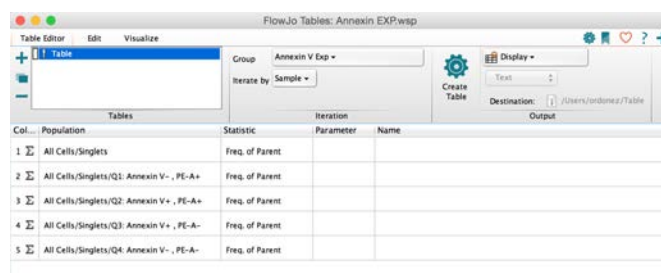 FlowJo Tables: Annexin EXP.wsp
Table Editor Edit Visualize
Table
Group Annexin V Exp
Iterate by Sample
Create Table
Display
Text
Destination: /Users/ordonez/Table
Tables Iteration Output
Col... Population Statistic Parameter Name
1 Σ All Cells/Singlets Freq. of Parent
2 Σ All Cells/Singlets/Q1: Annexin V- , PE-A+ Freq. of Parent
3 Σ All Cells/Singlets/Q2: Annexin V+ , PE-A+ Freq. of Parent
4 Σ All Cells/Singlets/Q3: Annexin V+ , PE-A- Freq. of Parent
5 Σ All Cells/Singlets/Q4: Annexin V- , PE-A- Freq. of Parent